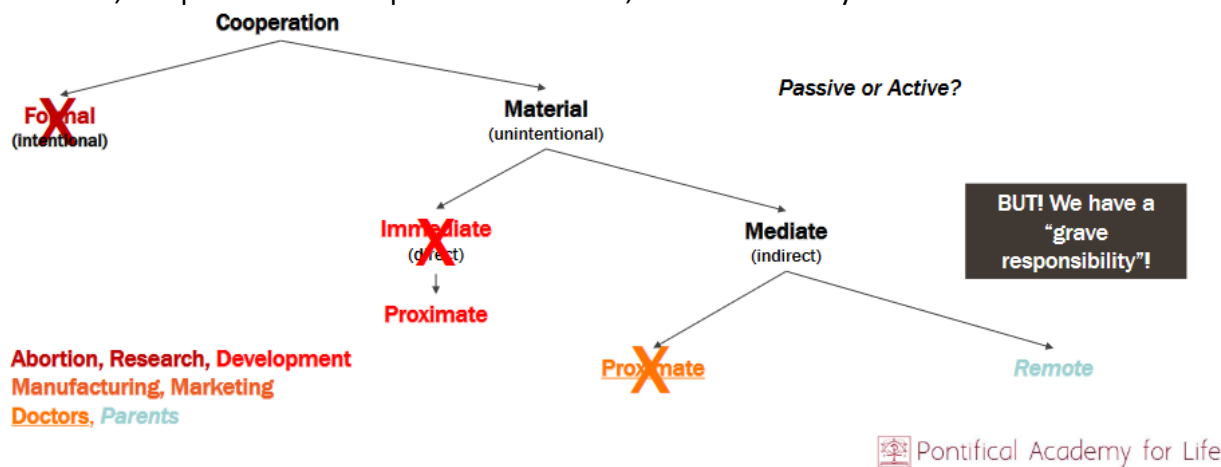 Cooperation
Formal
(intentional)
Material
(unintentional)
Passive or Active?
Immediate
(direct)
Mediate
(indirect)
BUT! We have a
“grave
responsibility”!
Proximate
Abortion, Research, Development
Manufacturing, Marketing
Doctors, Parents
Proximate
Remote
Pontifical Academy for Life